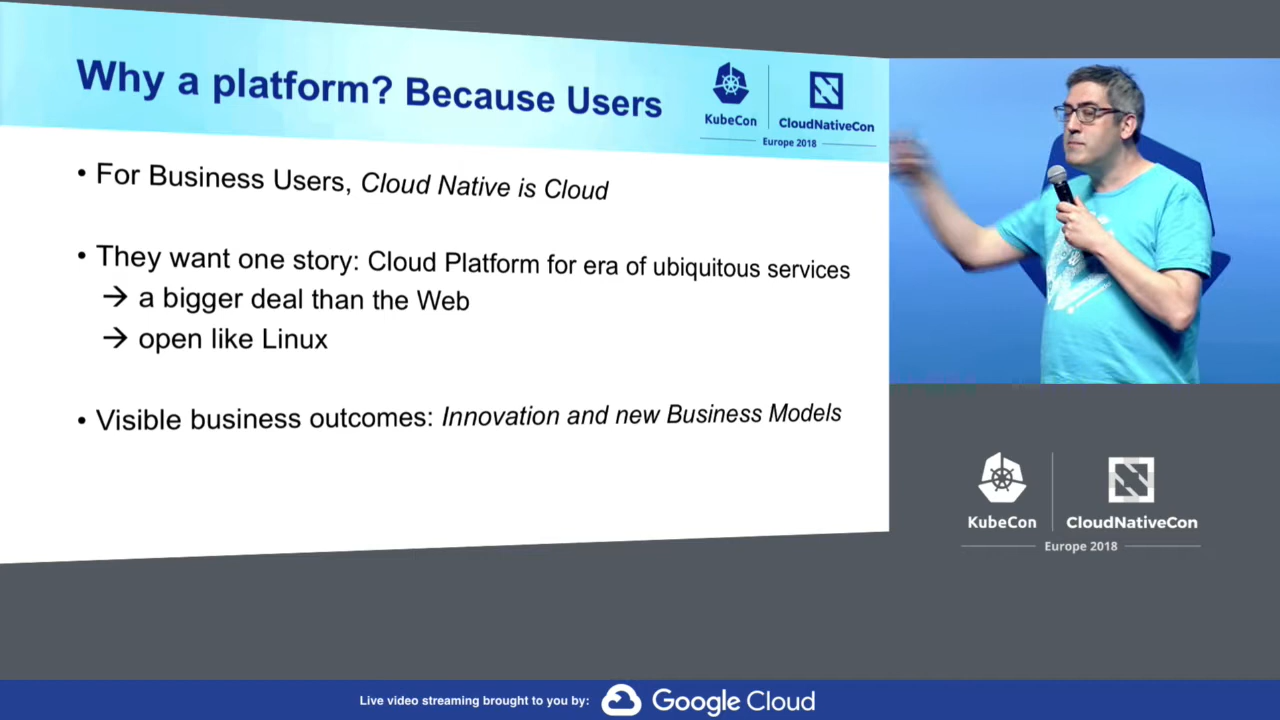 Why a platform? Because Users
KubeCon
CloudNativeCon
Europe 2018
• For Business Users, Cloud Native is Cloud
• They want one story: Cloud Platform for era of ubiquitous services
→ a bigger deal than the Web
→ open like Linux
• Visible business outcomes: Innovation and new Business Models
KubeCon
CloudNativeCon
Europe 2018
Live video streaming brought to you by:
Google Cloud